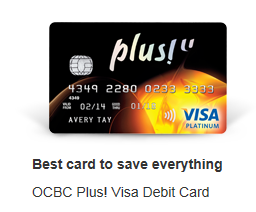 plus!
4349 2280 0233 3333
02/14
AVERY TAY
VISA
PLATINUM
Best card to save everything
OCBC Plus! Visa Debit Card